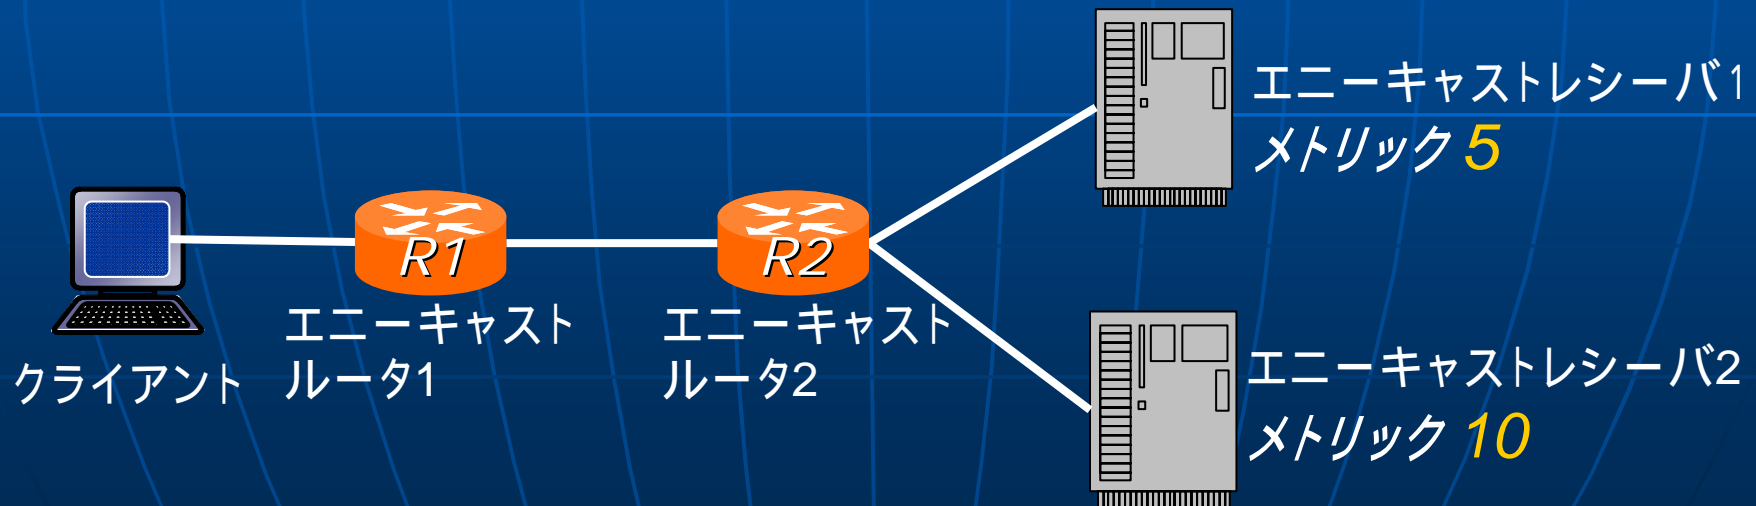 エニーキャストレシーバ1
メトリック 5
R1
R2
クライアント
エニーキャスト
ルータ1
エニーキャスト
ルータ2
エニーキャストレシーバ2
メトリック 10